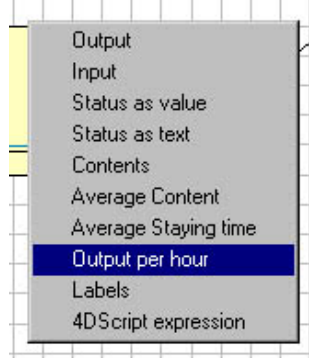 Output
Input
Status as value
Status as text
Contents
Average Content
Average Staying time
Output per hour
Labels
4DScript expression